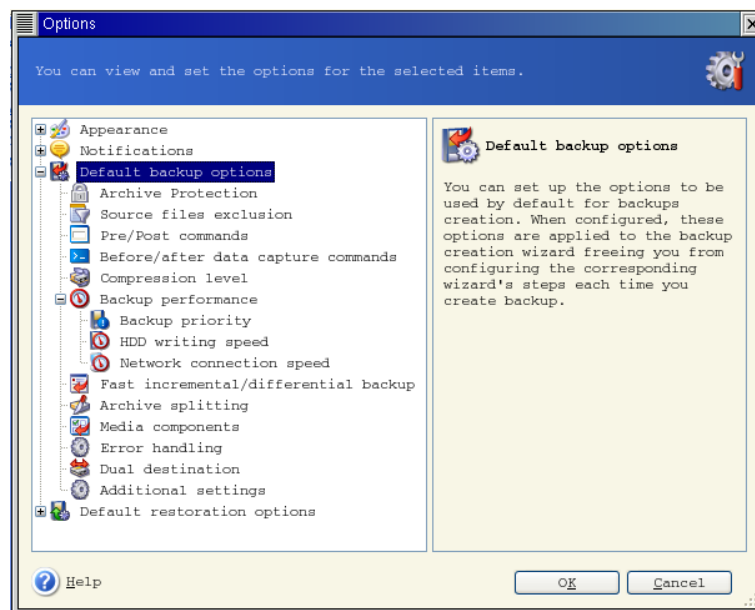 Options
You can view and set the options for the selected items.
Appearance
Notifications
Default backup options
Archive Protection
Source files exclusion
Pre/Post commands
Before/after data capture commands
Compression level
Backup performance
Backup priority
HDD writing speed
Network connection speed
Fast incremental/differential backup
Archive splitting
Media components
Error handling
Dual destination
Additional settings
Default restoration options
Default backup options
You can set up the options to be
used by default for backups
creation. When configured, these
options are applied to the backup
creation wizard freeing you from
configuring the corresponding
wizard's steps each time you
create backup.
Help
OK
Cancel